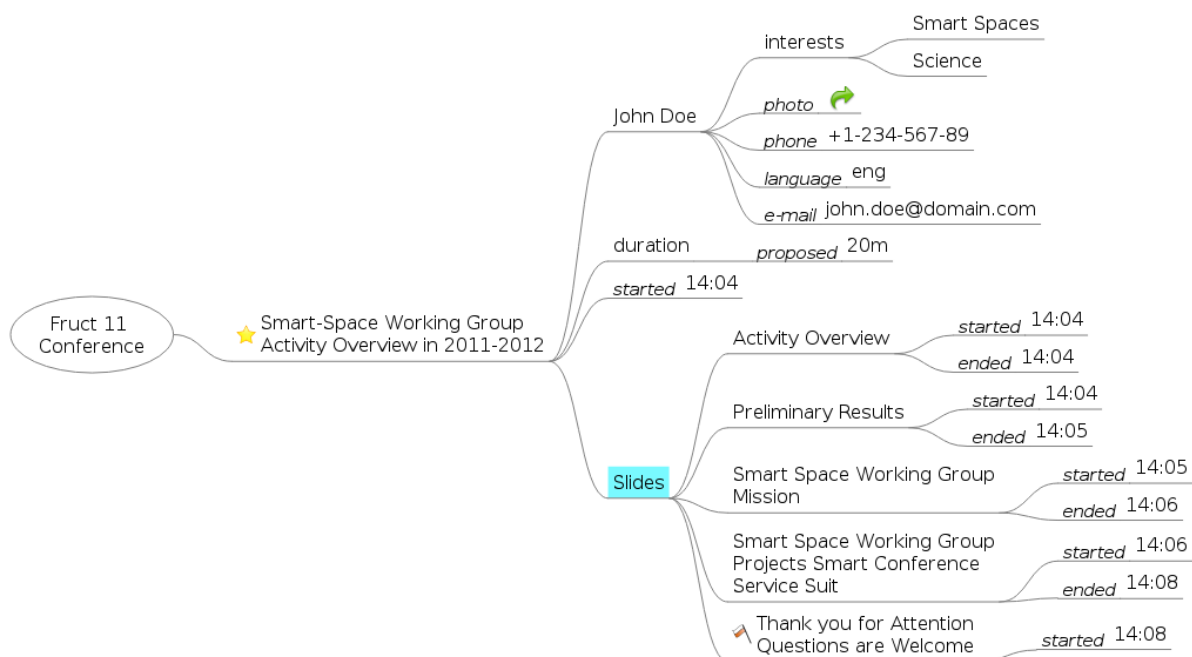 Fruct 11
Conference
Smart-Space Working Group
Activity Overview in 2011-2012
John Doe
interests
Smart Spaces
Science
photo
phone +1-234-567-89
language eng
e-mail john.doe@domain.com
duration
proposed 20m
started 14:04
Slides
Activity Overview
started 14:04
ended 14:04
Preliminary Results
started 14:04
ended 14:05
Smart Space Working Group
Mission
started 14:05
ended 14:06
Smart Space Working Group
Projects Smart Conference
Service Suit
started 14:06
ended 14:08
Thank you for Attention
Questions are Welcome
started 14:08